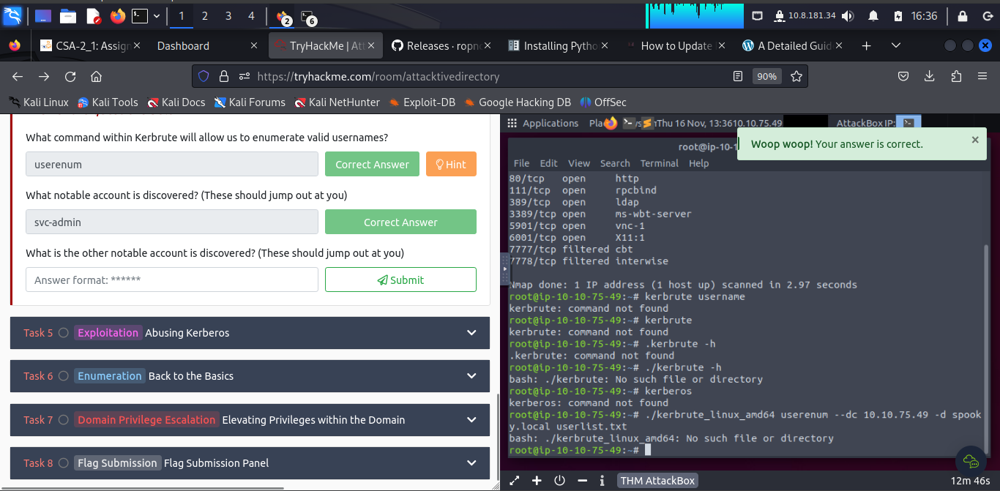 1 2 3 4 2 6 10.8.181.34 16:36
CSA-2_1: Assign Dashboard TryHackMe | Att Releases · ropno Installing Pytho How to Update A Detailed Guid
https://tryhackme.com/room/attacktivedirectory 90%
Kali Linux Kali Tools Kali Docs Kali Forums Kali NetHunter Exploit-DB Google Hacking DB OffSec
What command within Kerbrute will allow us to enumerate valid usernames?
userenum Correct Answer Hint
What notable account is discovered? (These should jump out at you)
svc-admin Correct Answer
What is the other notable account is discovered? (These should jump out at you)
Answer format: ****** Submit
Task 5 Exploitation Abusing Kerberos
Task 6 Enumeration Back to the Basics
Task 7 Domain Privilege Escalation Elevating Privileges within the Domain
Task 8 Flag Submission Flag Submission Panel
Applications Pla Thu 16 Nov, 13:36 10.10.75.49 AttackBox IP:
Woop woop! Your answer is correct.
root@ip-10-1
File Edit View Search Terminal Help
80/tcp open http
111/tcp open rpcbind
389/tcp open ldap
3389/tcp open ms-wbt-server
5901/tcp open vnc-1
6001/tcp open X11:1
7777/tcp filtered cbt
7778/tcp filtered interwise
Nmap done: 1 IP address (1 host up) scanned in 2.97 seconds
root@ip-10-10-75-49:~# kerbrute username
kerbrute: command not found
root@ip-10-10-75-49:~# kerbrute
kerbrute: command not found
root@ip-10-10-75-49:~# .kerbrute -h
.kerbrute: command not found
root@ip-10-10-75-49:~# ./kerbrute -h
bash: ./kerbrute: No such file or directory
root@ip-10-10-75-49:~# kerberos
kerberos: command not found
root@ip-10-10-75-49:~# ./kerbrute_linux_amd64 userenum --dc 10.10.75.49 -d spook
y.local userlist.txt
bash: ./kerbrute_linux_amd64: No such file or directory
root@ip-10-10-75-49:~#
THM AttackBox 12m 46s